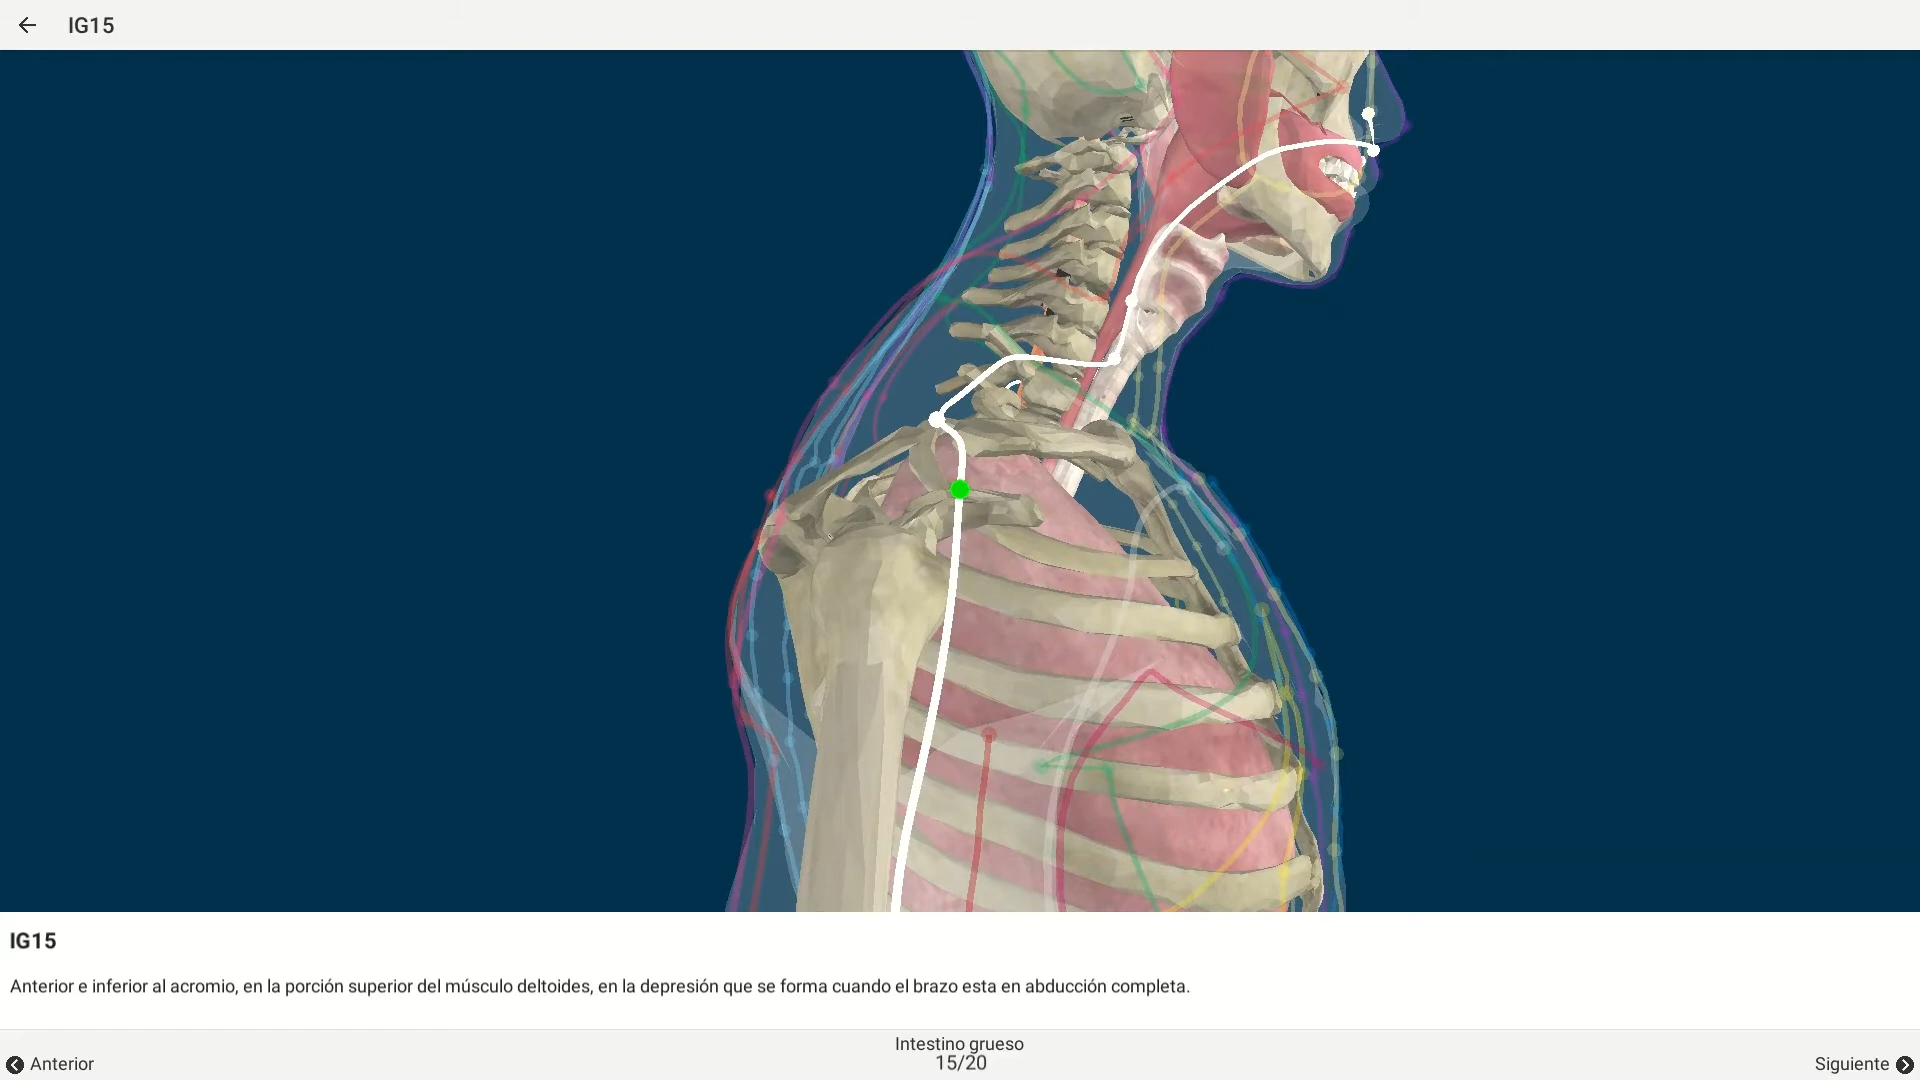 IG15
IG15
Anterior e inferior al acromio, en la porción superior del músculo deltoides, en la depresión que se forma cuando el brazo esta en abducción completa.
Intestino grueso
Anterior
15/20
Siguiente